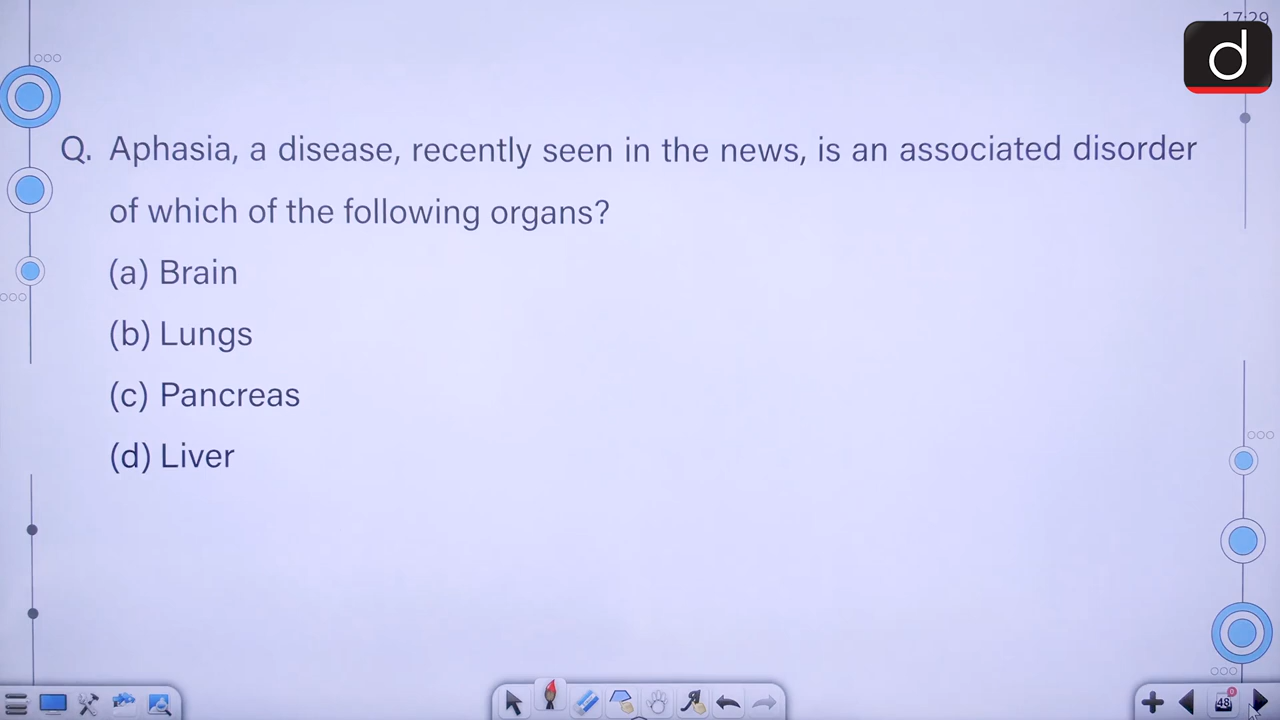 17:29
d
Q. Aphasia, a disease, recently seen in the news, is an associated disorder
of which of the following organs?
(a) Brain
(b) Lungs
(c) Pancreas
(d) Liver
48